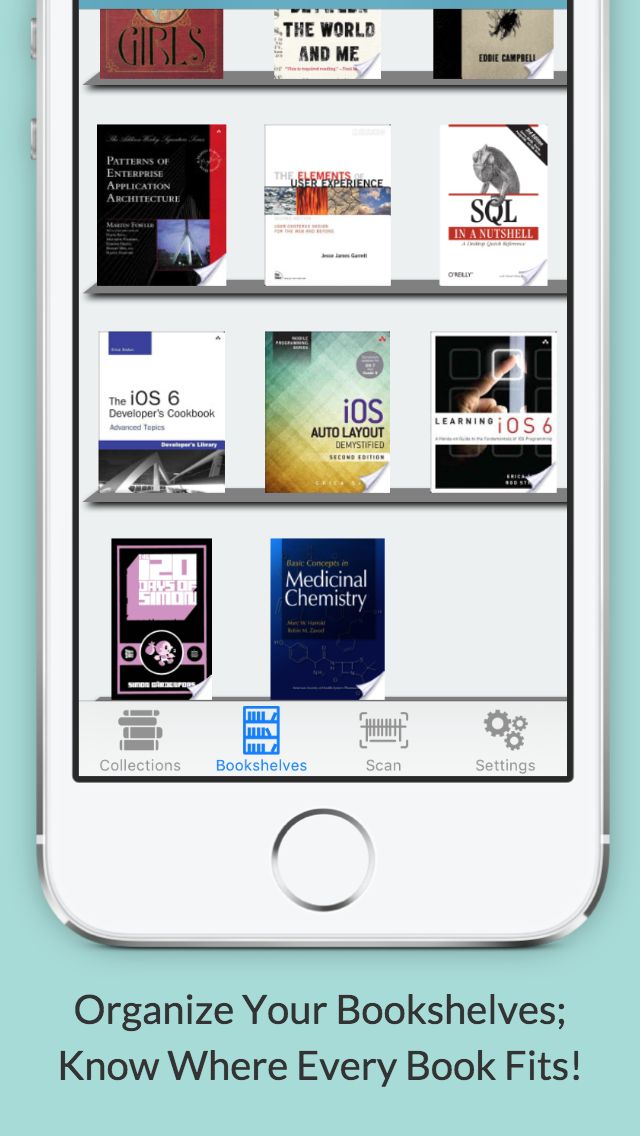 GIRLS
BETWEEN
THE WORLD
AND ME
EDDIE CAMPBELL
The Addison Wesley Signature Series
PATTERNS OF
ENTERPRISE
APPLICATION
ARCHITECTURE
MARTIN FOWLER
THE ELEMENTS OF
USER EXPERIENCE
SECOND EDITION
USER-CENTERED DESIGN
FOR THE WEB AND BEYOND
Jesse James Garrett
SQL
IN A NUTSHELL
A Desktop Quick Reference
O'REILLY
Erica Sadun
The iOS 6
Developer's Cookbook
Advanced Topics
Developer's Library
MOBILE
PROGRAMMING
SERIES
iOS
AUTO LAYOUT
DEMYSTIFIED
SECOND EDITION
LEARNING iOS 6
A Hands-on Guide to the Fundamentals of iOS Programming
120
DAYS OF
SIMON
SIMON GÄRDENFORS
Basic Concepts in
Medicinal
Chemistry
Marc W. Harrold
Robin M. Zavod
Collections
Bookshelves
Scan
Settings
Organize Your Bookshelves;
Know Where Every Book Fits!